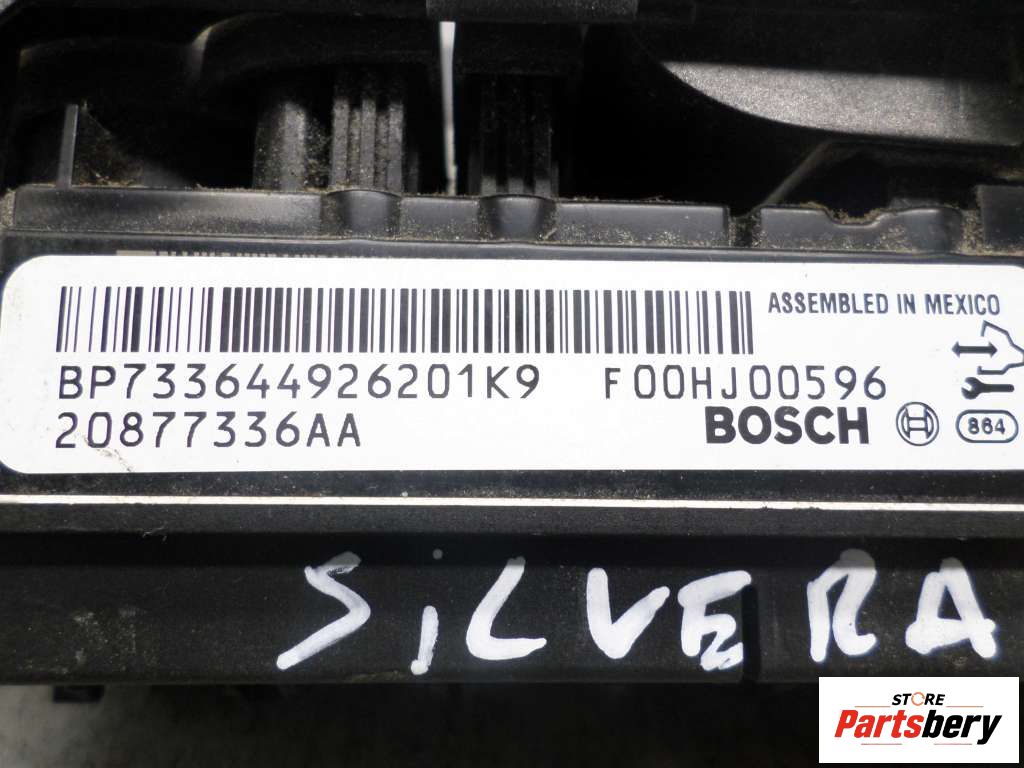 ASSEMBLED IN MEXICO
BP733644926201K9 F00HJ00596
20877336AA BOSCH 864
SiLVERA
STORE
Partsbery